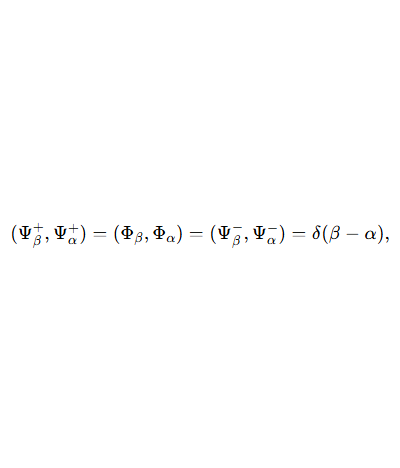 (Ψ_β^+, Ψ_α^+) = (Φ_β, Φ_α) = (Ψ_β^-, Ψ_α^-) = δ(β − α),